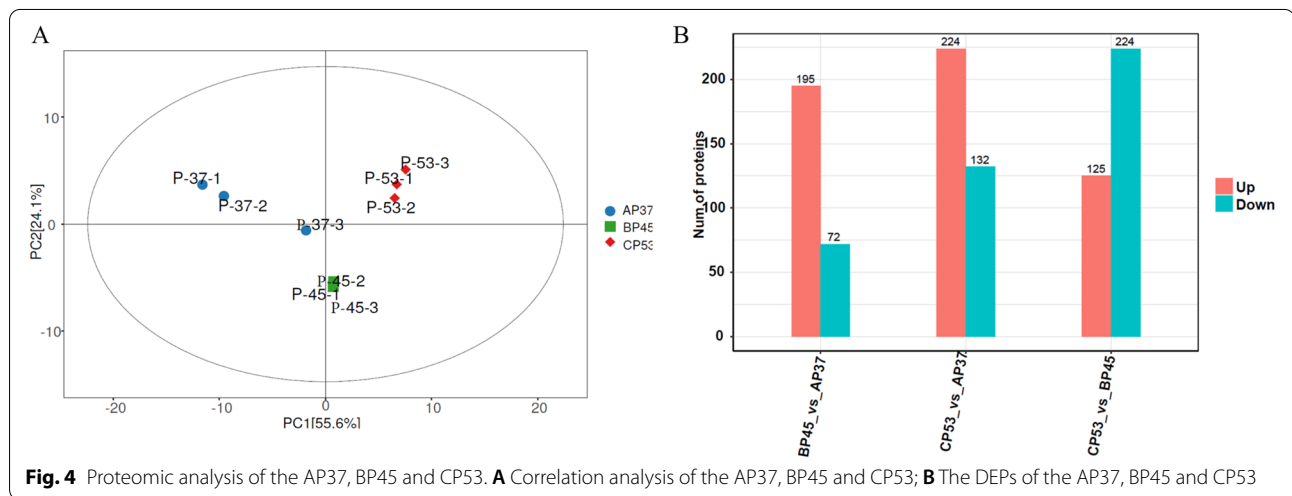 A
10
0
-10
PC2[24.1%]
P-37-1
P-37-2
P-37-3
P-53-3
P-53-1
P-53-2
P-45-2
P-45-1
P-45-3
-20
-10
0
10
20
PC1[55.6%]
AP37
BP45
CP53
B
Num of proteins
200
150
100
50
0
195
72
224
132
125
224
BP45_vs_AP37
CP53_vs_AP37
CP53_vs_BP45
Up
Down
Fig. 4 Proteomic analysis of the AP37, BP45 and CP53. A Correlation analysis of the AP37, BP45 and CP53; B The DEPs of the AP37, BP45 and CP53